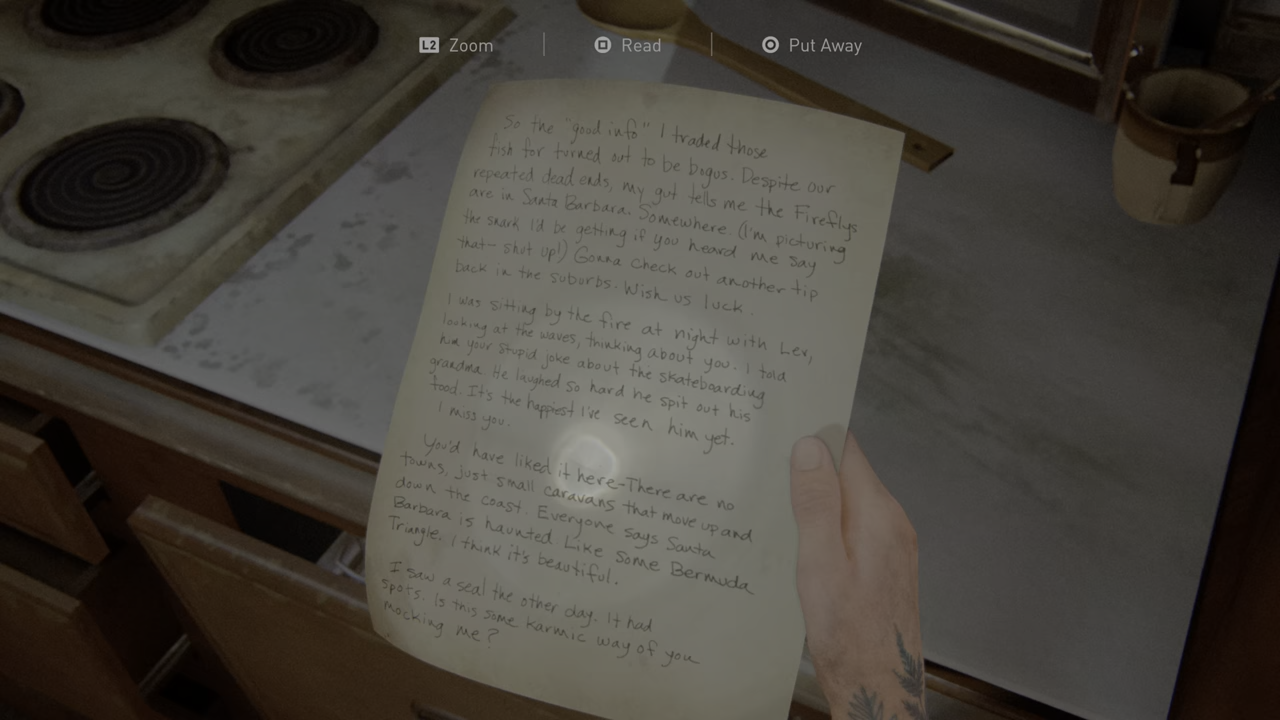 L2 Zoom
Read
Put Away
So the "good info" I traded those
fish for turned out to be bogus. Despite our
repeated dead ends, my gut tells me the Fireflys
are in Santa Barbara. Somewhere. (I'm picturing
the snark I'd be getting if you heard me say
that- shut up!) Gonna check out another tip
back in the suburbs. Wish us luck.
I was sitting by the fire at night with Lev,
looking at the waves, thinking about you. I told
him your stupid joke about the skateboarding
grandma. He laughed so hard he spit out his
food. It's the happiest I've seen him yet.
I miss you.
You'd have liked it here-There are no
towns, just small caravans that move up and
down the coast. Everyone says Santa
Barbara is haunted. Like some Bermuda
Triangle. I think it's beautiful.
I saw a seal the other day. It had
spots. Is this some karmic way of you
mocking me?